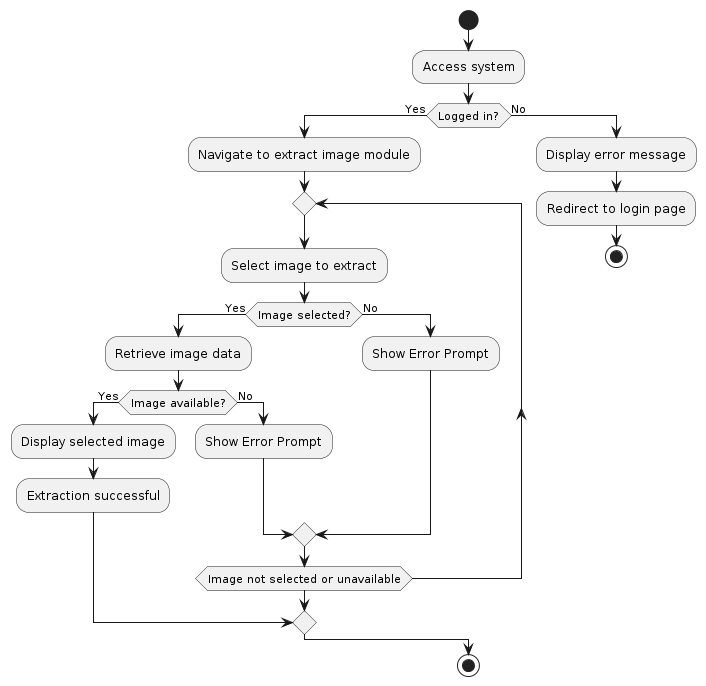 Access system
Yes
Logged in?
No
Navigate to extract image module
Display error message
Redirect to login page
Select image to extract
Yes
Image selected?
No
Retrieve image data
Show Error Prompt
Yes
Image available?
No
Display selected image
Show Error Prompt
Extraction successful
Image not selected or unavailable